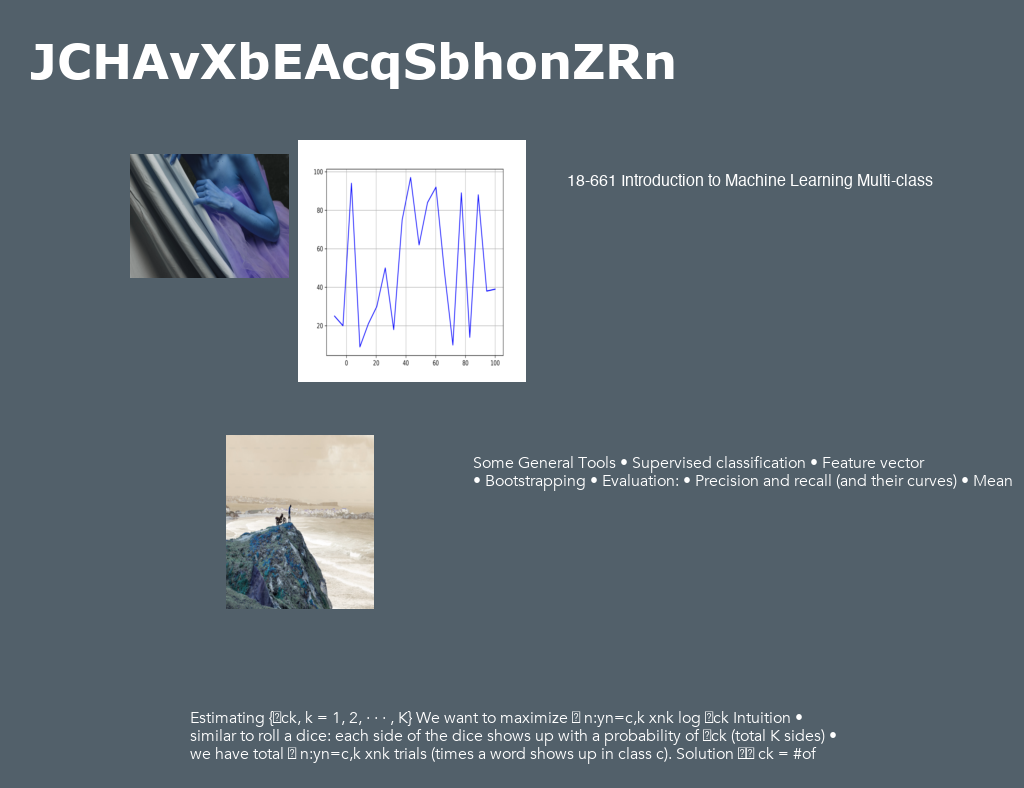 JCHAvXbEAcqSbhonZRn
100
80
60
40
20
0 20 40 60 80 100
18-661 Introduction to Machine Learning Multi-class
Some General Tools • Supervised classification • Feature vector
• Bootstrapping • Evaluation: • Precision and recall (and their curves) • Mean
Estimating {ck, k = 1, 2, · · · , K} We want to maximize n:yn=c,k xnk log ck Intuition •
similar to roll a dice: each side of the dice shows up with a probability of ck (total K sides) •
we have total n:yn=c,k xnk trials (times a word shows up in class c). Solution ck = #of